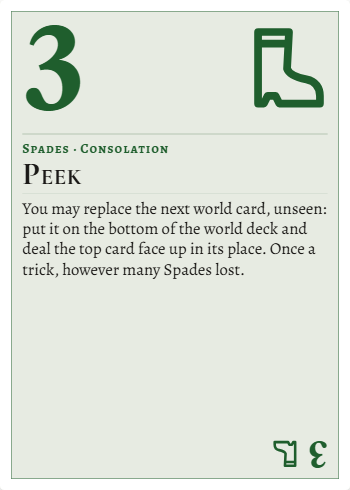 3
Spades · Consolation
Peek
You may replace the next world card, unseen:
put it on the bottom of the world deck and
deal the top card face up in its place. Once a
trick, however many Spades lost.
3